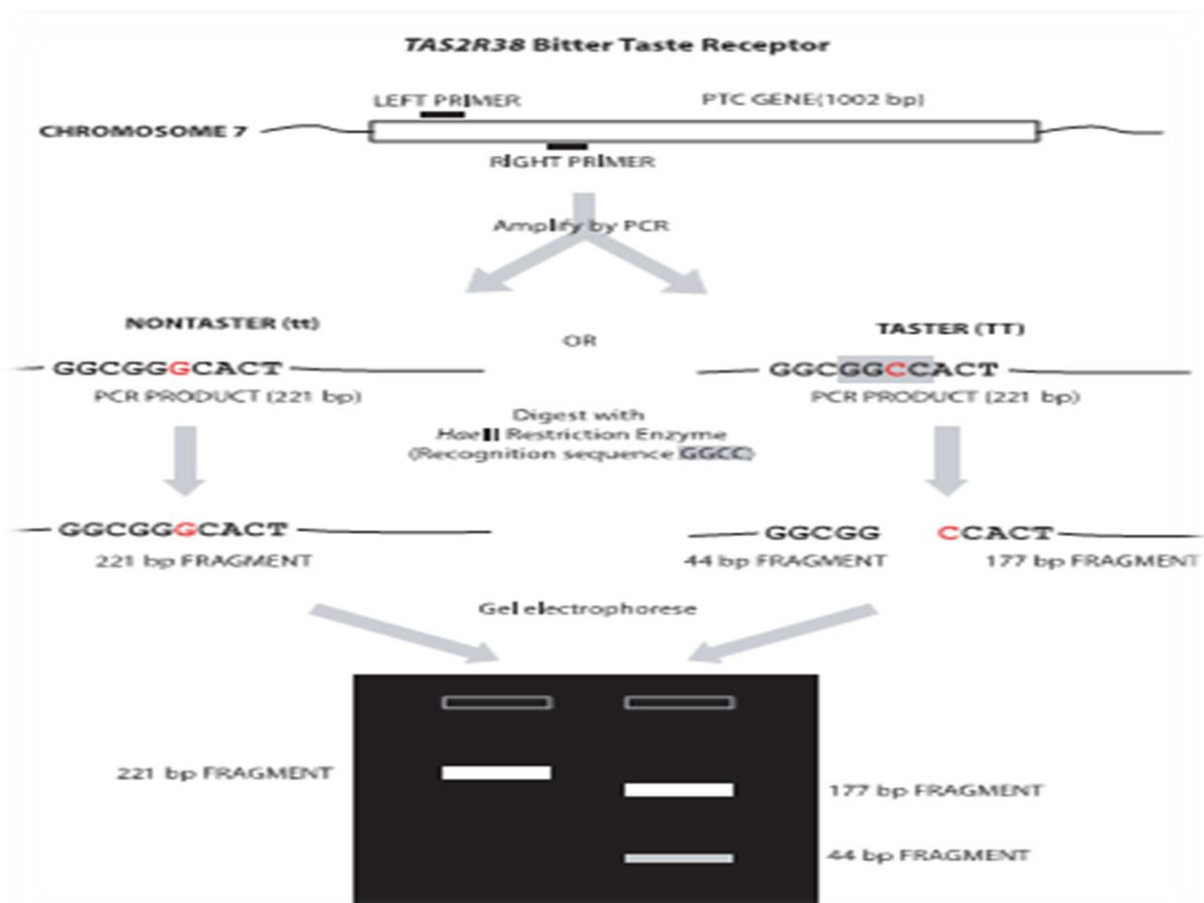 TAS2R38 Bitter Taste Receptor
LEFT PRIMER
PTC GENE(1002 bp)
CHROMOSOME 7
RIGHT PRIMER
Amplify by PCR
NONTASTER (tt)
OR
TASTER (TT)
GGCGGGCACT
GGCGGCCACT
PCR PRODUCT (221 bp)
PCR PRODUCT (221 bp)
Digest with
HaeIII Restriction Enzyme
(Recognition sequence GGCC)
GGCGGGCACT
GGCGG CCACT
221 bp FRAGMENT
44 bp FRAGMENT
177 bp FRAGMENT
Gel electrophorese
221 bp FRAGMENT
177 bp FRAGMENT
44 bp FRAGMENT